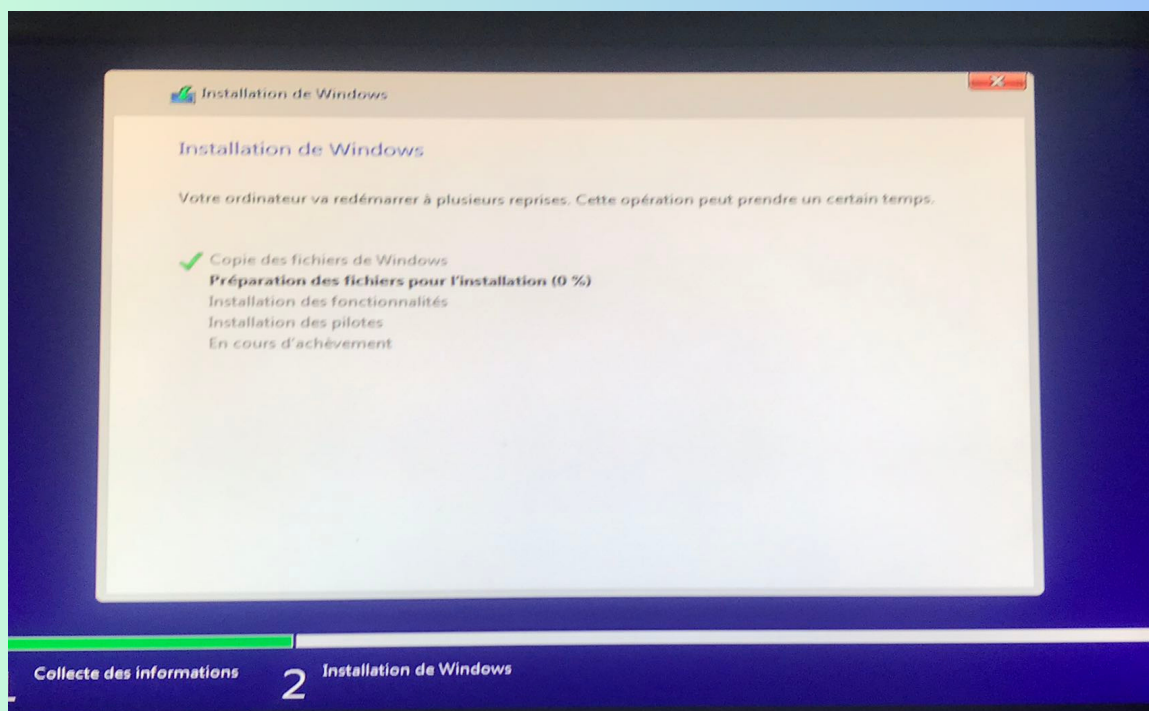 Installation de Windows
Installation de Windows
Votre ordinateur va redémarrer à plusieurs reprises. Cette opération peut prendre un certain temps.
Copie des fichiers de Windows
Préparation des fichiers pour l'installation (0 %)
Installation des fonctionnalités
Installation des pilotes
En cours d'achèvement
Collecte des informations
2 Installation de Windows